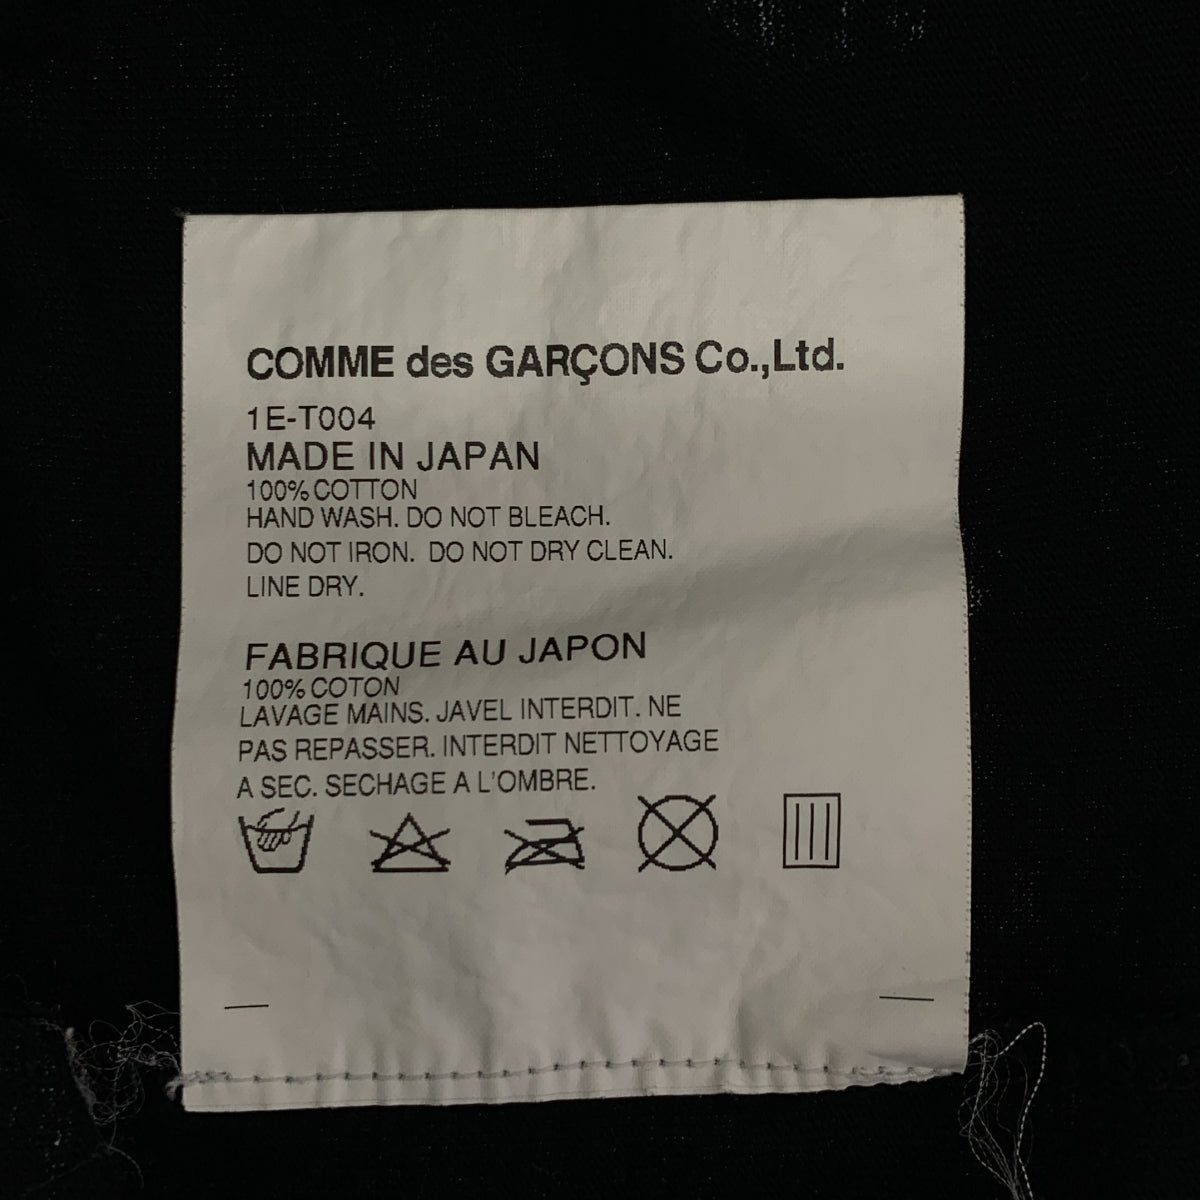 COMME des GARÇONS Co.,Ltd.
1E-T004
MADE IN JAPAN
100% COTTON
HAND WASH. DO NOT BLEACH.
DO NOT IRON. DO NOT DRY CLEAN.
LINE DRY.
FABRIQUE AU JAPON
100% COTON
LAVAGE MAINS. JAVEL INTERDIT. NE
PAS REPASSER. INTERDIT NETTOYAGE
A SEC. SECHAGE A L'OMBRE.